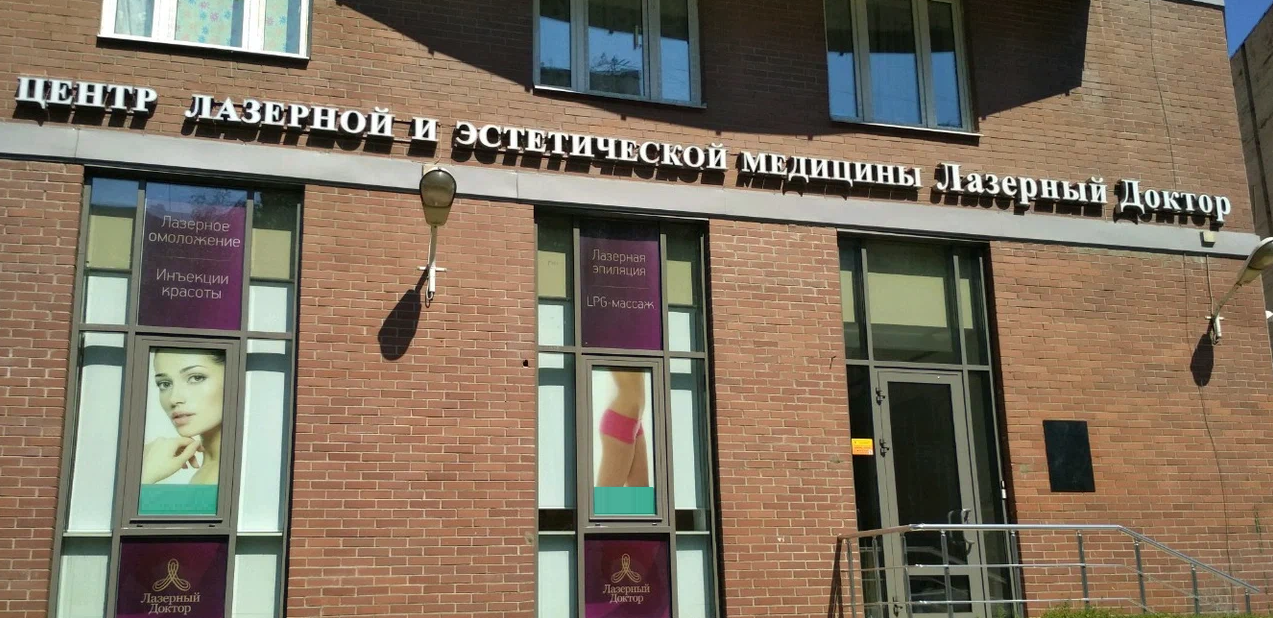 ЦЕНТР ЛАЗЕРНОЙ И ЭСТЕТИЧЕСКОЙ МЕДИЦИНЫ Лазерный Доктор
Лазерное
омоложение
Инъекции
красоты
Лазерная
эпиляция
LPG-массаж
Лазерный
Доктор
Лазерный
Доктор